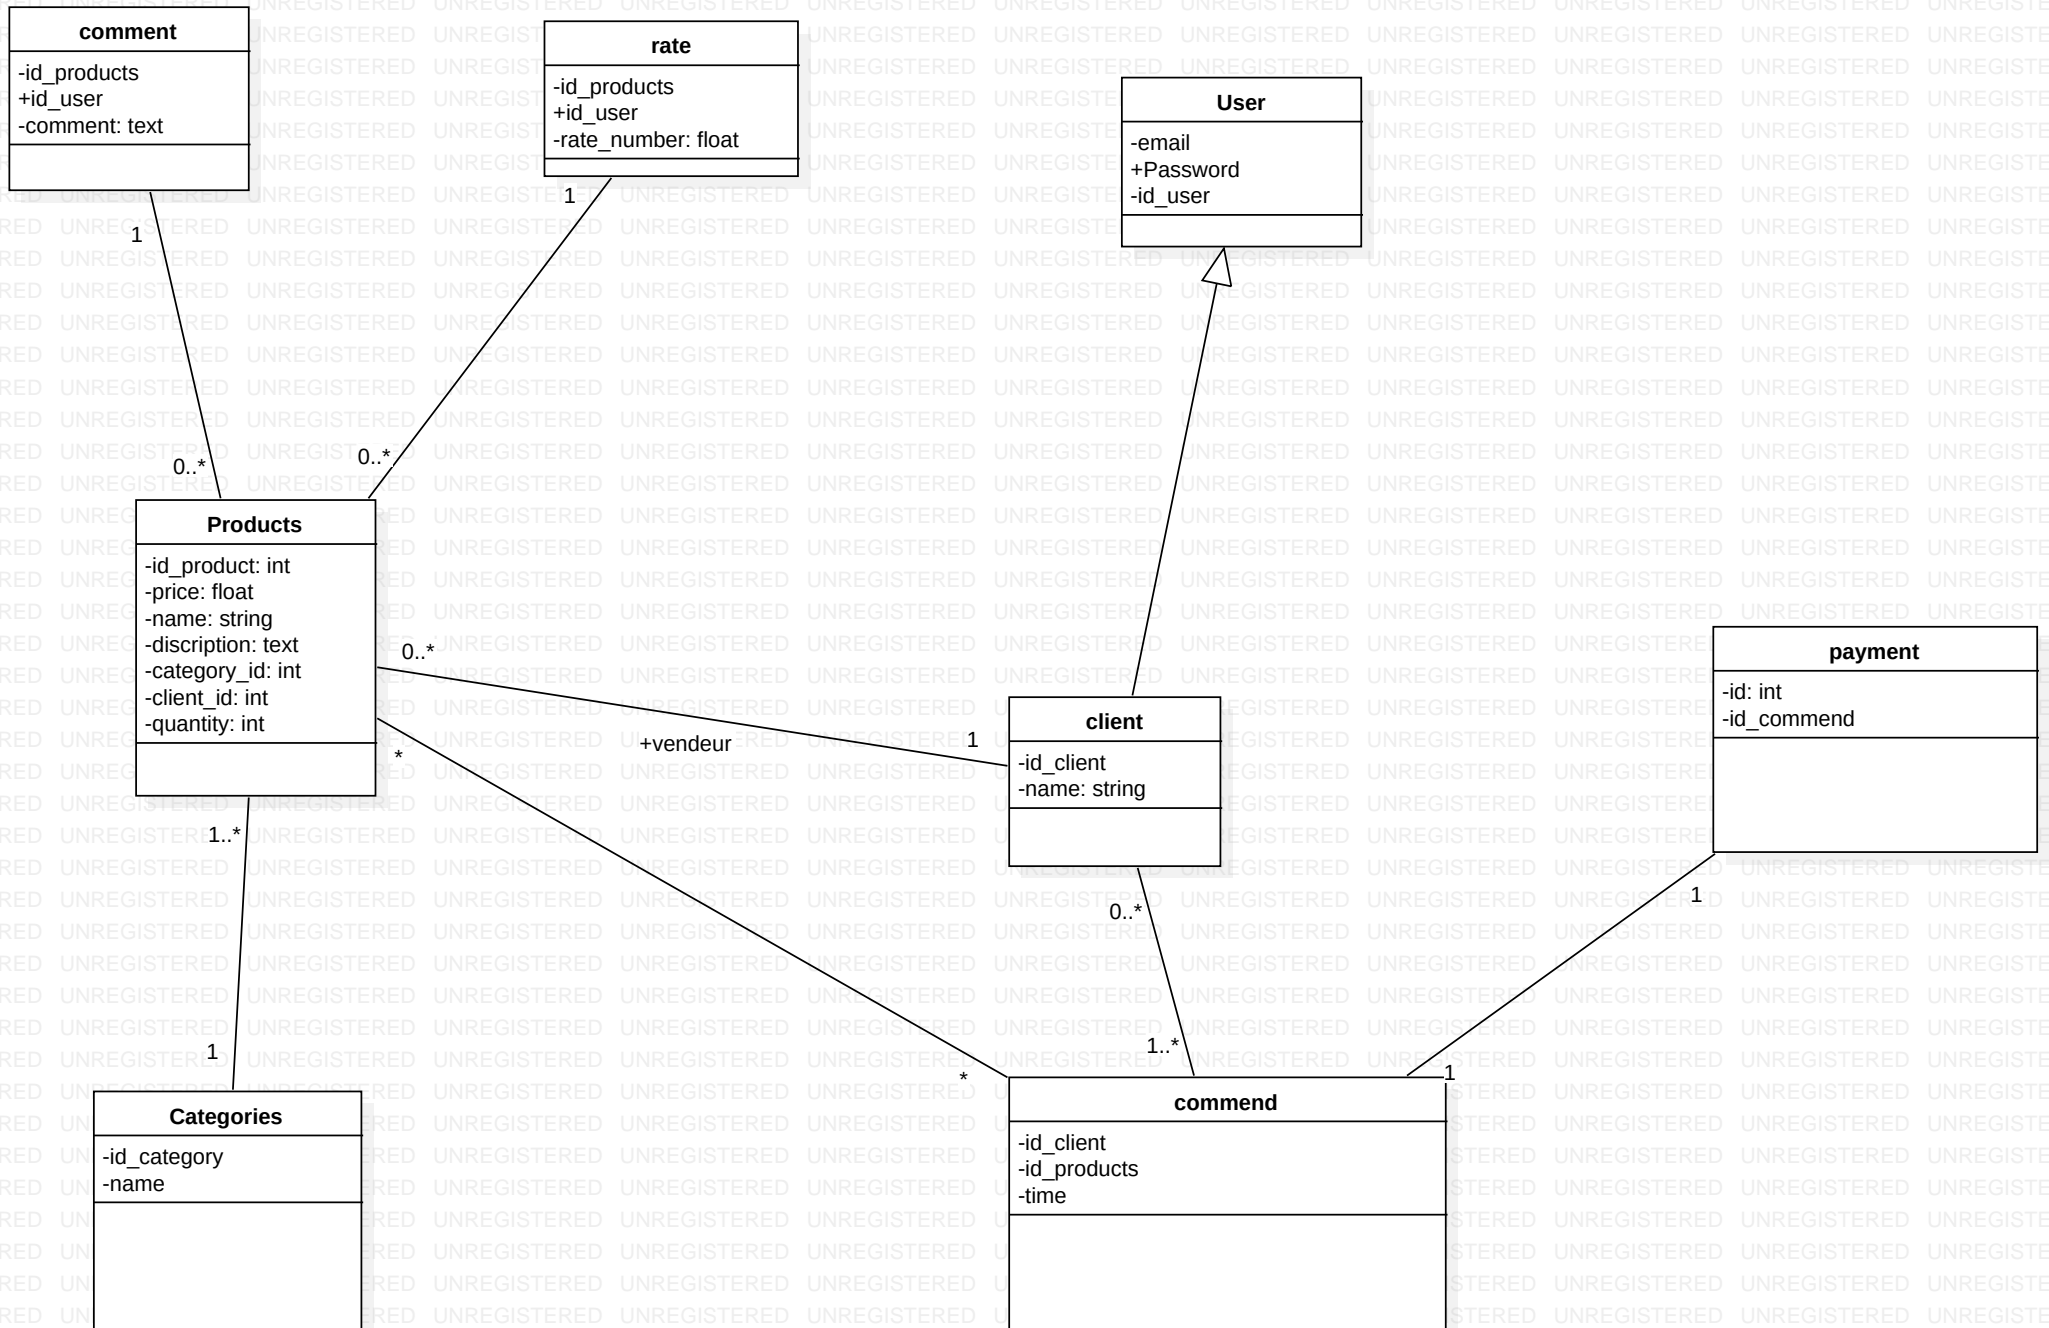 comment
-id_products
+id_user
-comment: text
rate
-id_products
+id_user
-rate_number: float
User
-email
+Password
-id_user
1
1
0..*
0..*
Products
-id_product: int
-price: float
-name: string
-discription: text
-category_id: int
-client_id: int
-quantity: int
0..*
+vendeur
1
*
client
-id_client
-name: string
payment
-id: int
-id_commend
1..*
0..*
1
1
1..*
*
1
Categories
-id_category
-name
commend
-id_client
-id_products
-time
UNREGISTERED